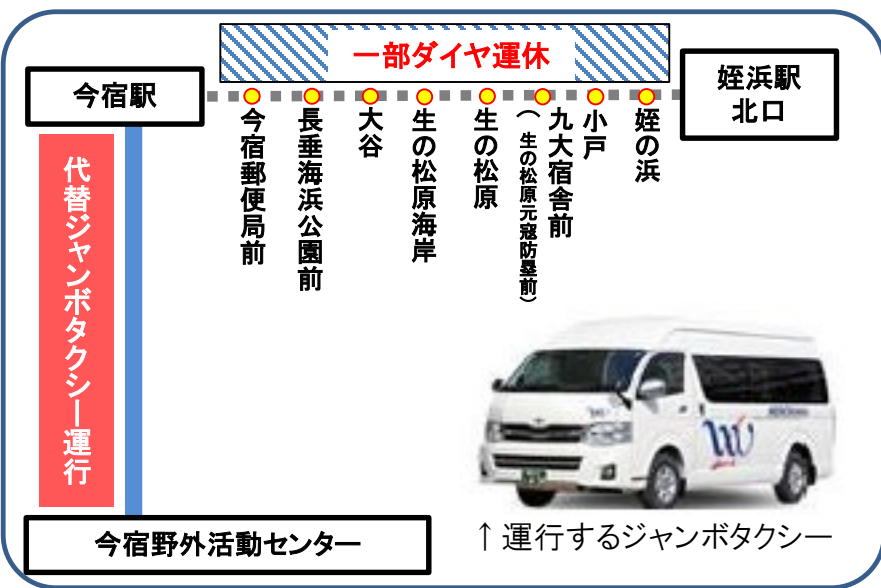 一部ダイヤ運休
今宿駅
姪浜駅
北口
今宿郵便局前
長垂海浜公園前
大谷
生の松原海岸
生の松原
九大宿舎前
（生の松原元寇防塁前）
小戸
姪の浜
代替ジャンボタクシー運行
今宿野外活動センター
↑運行するジャンボタクシー